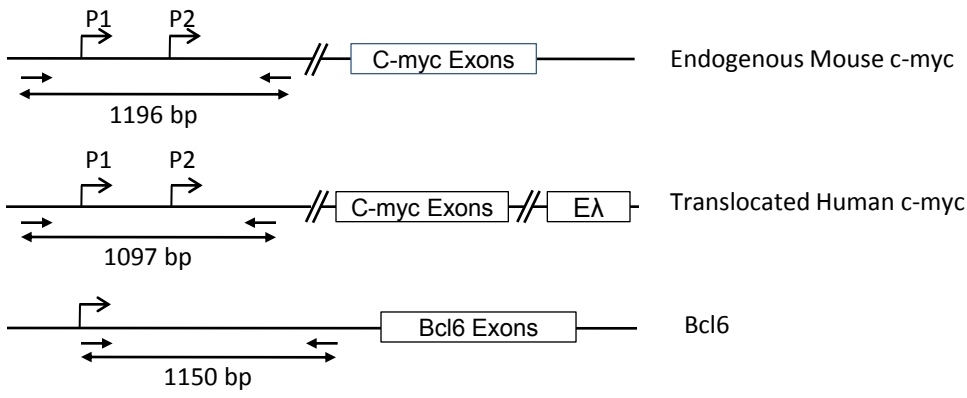 P1 P2
C-myc Exons
Endogenous Mouse c-myc
1196 bp
P1 P2
C-myc Exons
Eλ
Translocated Human c-myc
1097 bp
Bcl6 Exons
Bcl6
1150 bp